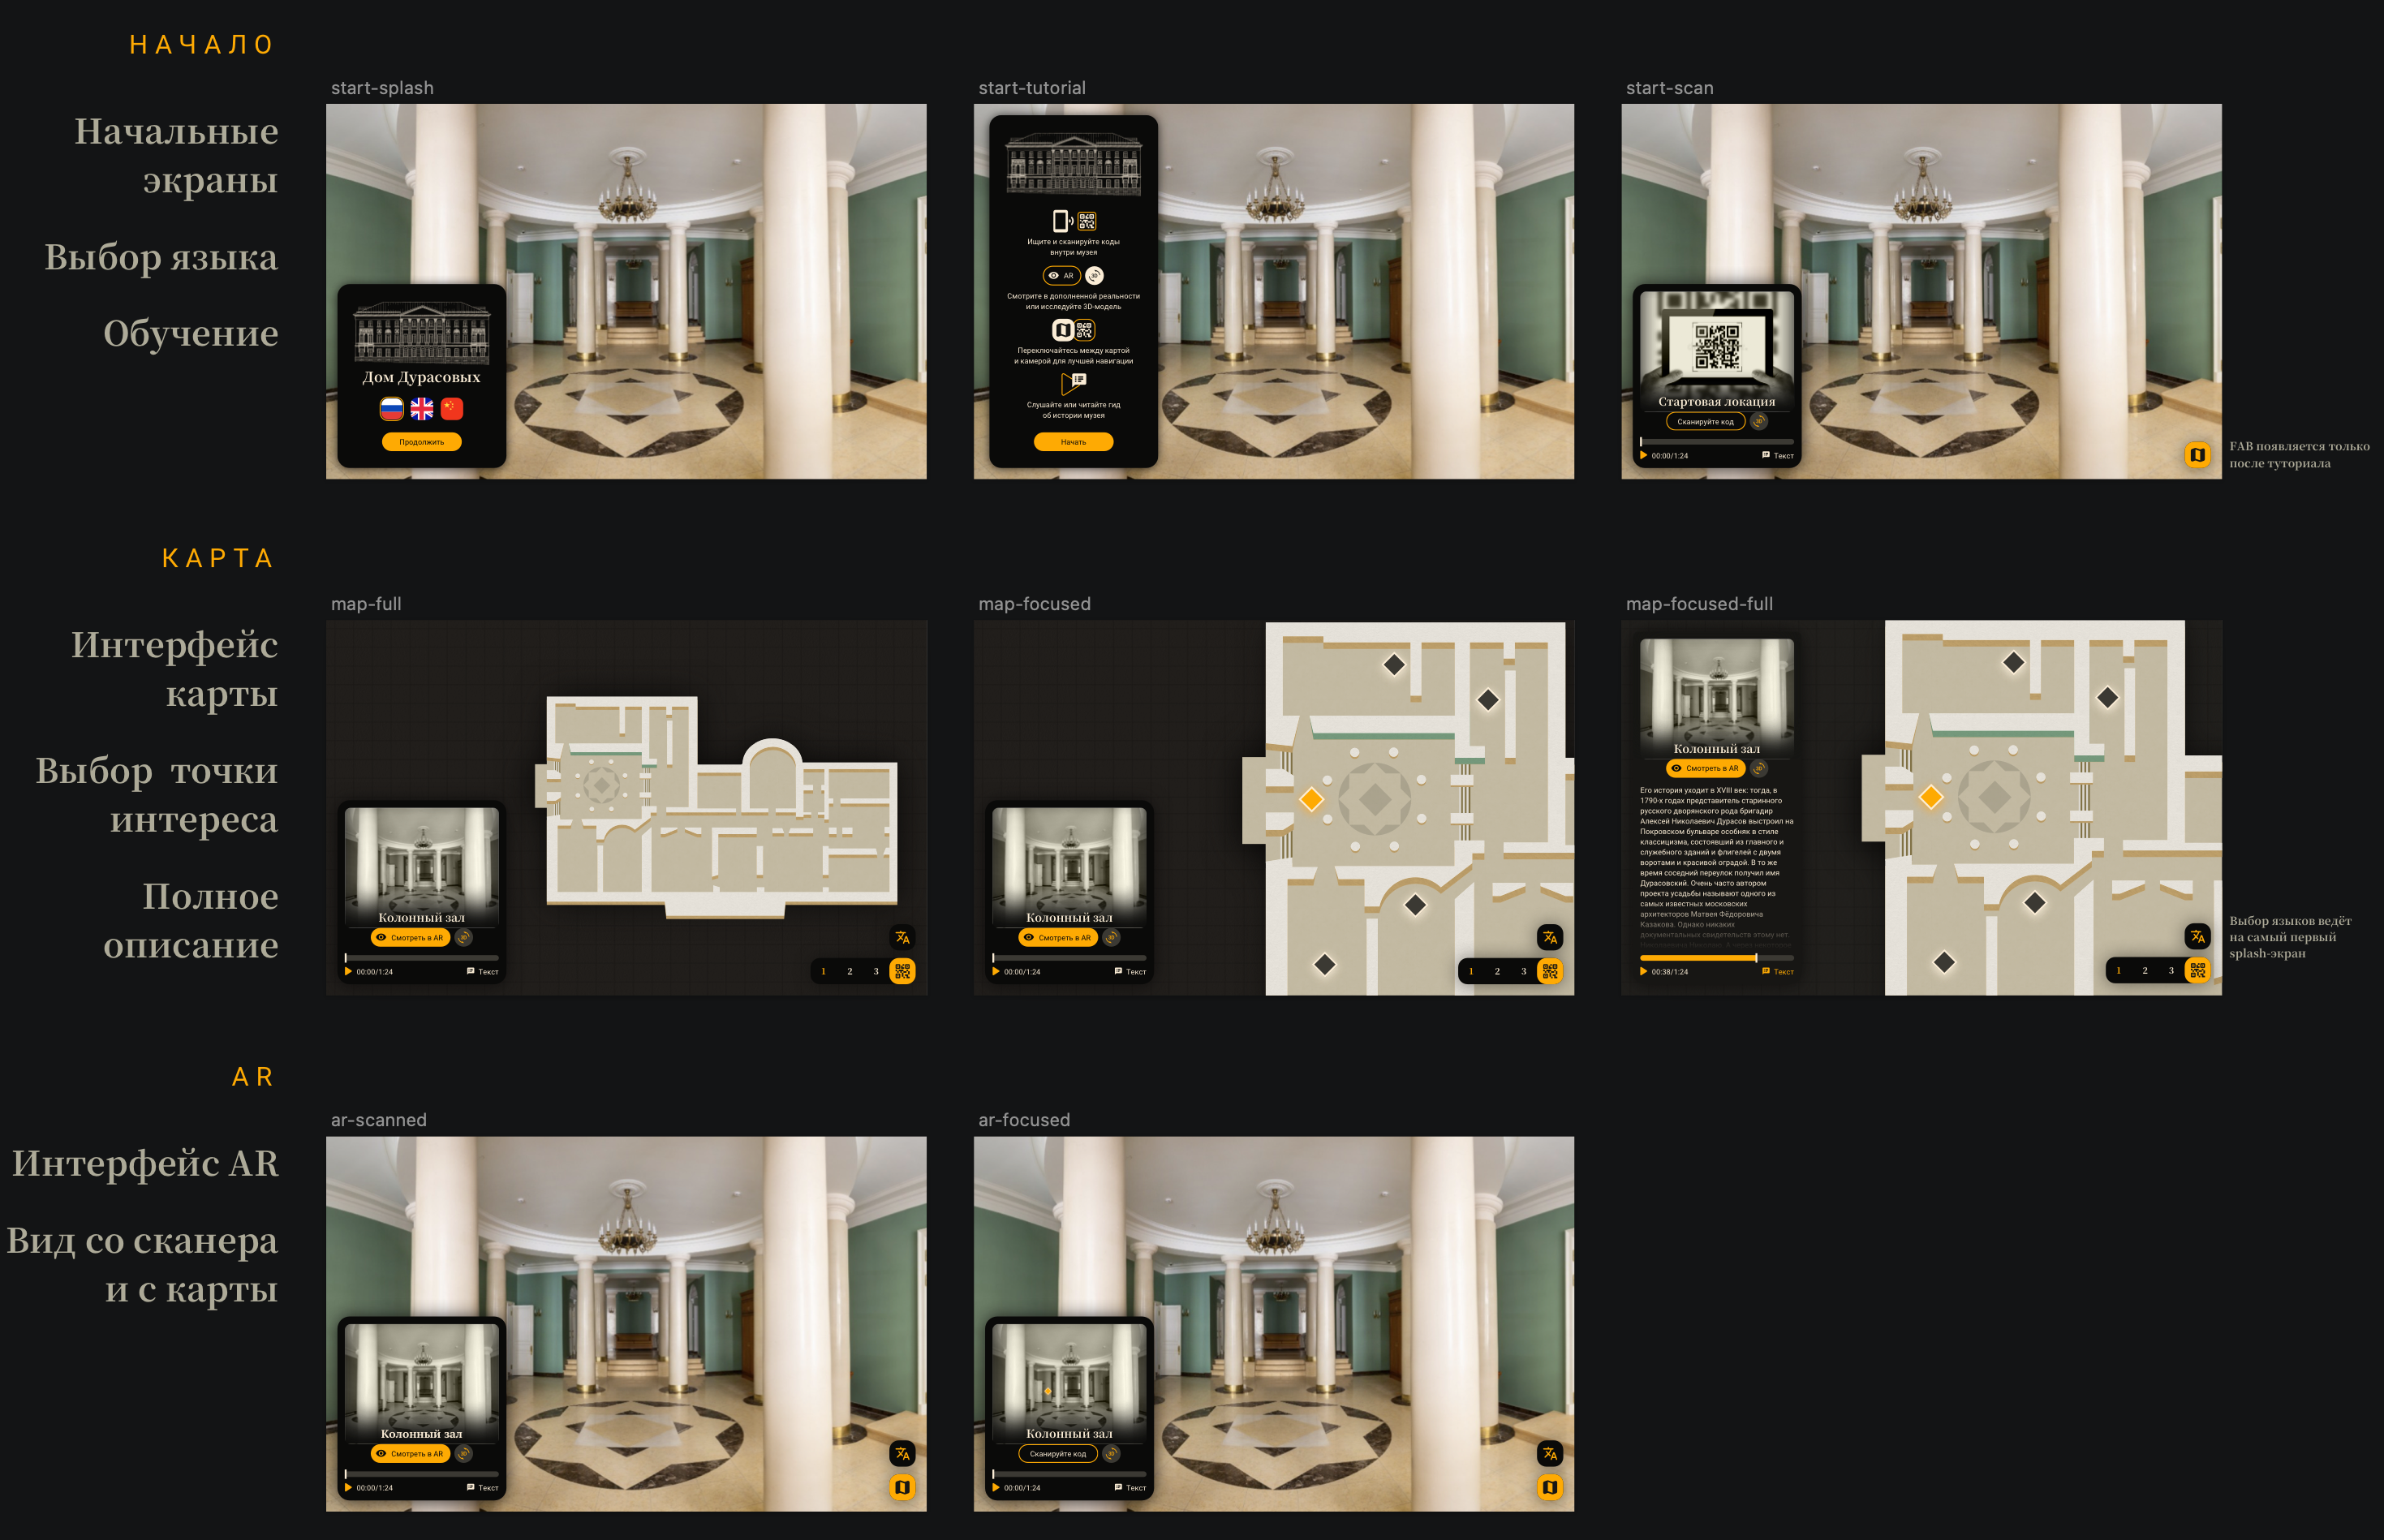 НАЧАЛО
Начальные
экраны
Выбор языка
Обучение
start-splash
Дом Дурасовых
Продолжить
start-tutorial
Ищите и сканируйте коды
внутри музея
AR
3D
Смотрите в дополненной реальности
или исследуйте 3D-модель
Переключайтесь между картой
и камерой для лучшей навигации
Слушайте или читайте гид
об истории музея
Начать
start-scan
Стартовая локация
Сканируйте код
3D
00:00/1:24
Текст
FAB появляется только
после туториала
КАРТА
Интерфейс
карты
Выбор точки
интереса
Полное
описание
map-full
Колонный зал
Смотреть в AR
3D
00:00/1:24
Текст
1 2 3
map-focused
Колонный зал
Смотреть в AR
3D
00:00/1:24
Текст
1 2 3
map-focused-full
Колонный зал
Смотреть в AR
3D
Его история уходит в XVIII век: тогда, в
1790-х годах представитель старинного
русского дворянского рода бригадир
Алексей Николаевич Дурасов выстроил на
Покровском бульваре особняк в стиле
классицизма, состоящий из главного и
служебного зданий и флигелей с двумя
воротами и красивой оградой. В то же
время соседний переулок получил имя
Дурасовский. Очень часто автором
проекта усадьбы называют одного из
самых известных московских
архитекторов Матвея Фёдоровича
Казакова. Однако никаких
документальных свидетельств этому нет.
00:38/1:24
Текст
1 2 3
Выбор языков ведёт
на самый первый
splash-экран
AR
Интерфейс AR
Вид со сканера
и с карты
ar-scanned
Колонный зал
Смотреть в AR
3D
00:00/1:24
Текст
ar-focused
Колонный зал
Сканируйте код
3D
00:00/1:24
Текст